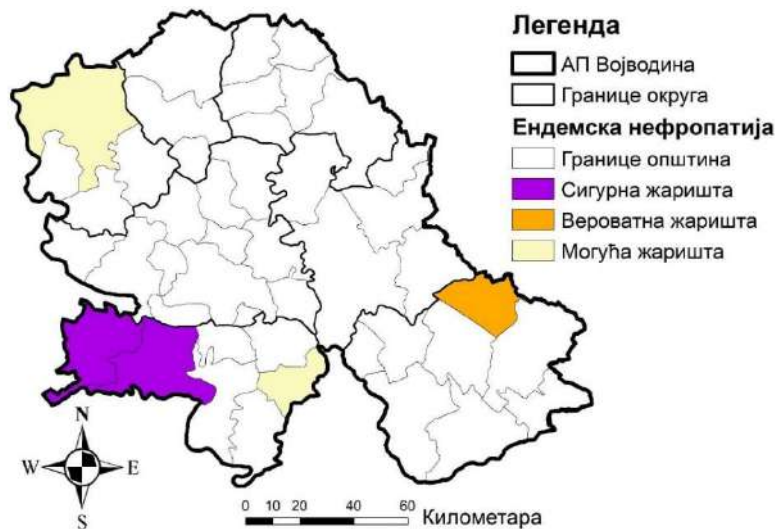 Легенда
АП Војводина
Границе округа
Ендемска нефропатија
Границе општина
Сигурна жаришта
Вероватна жаришта
Могућа жаришта
N
W E
S
0 10 20 40 60
Километара